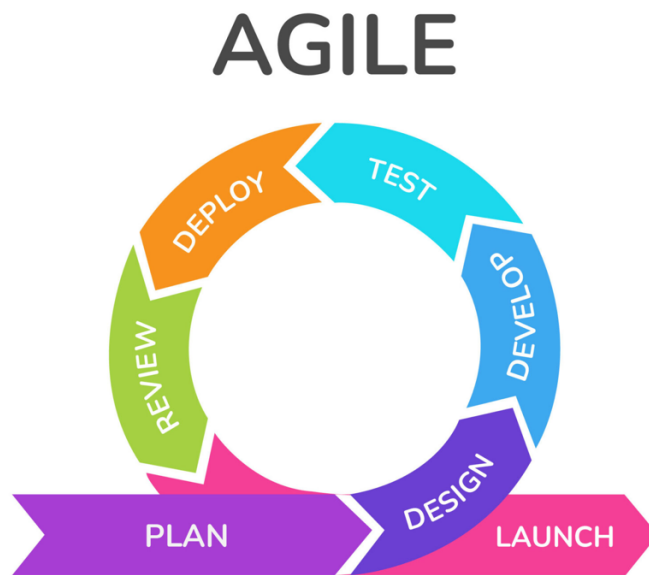 AGILE
PLAN
DESIGN
DEVELOP
TEST
DEPLOY
REVIEW
LAUNCH